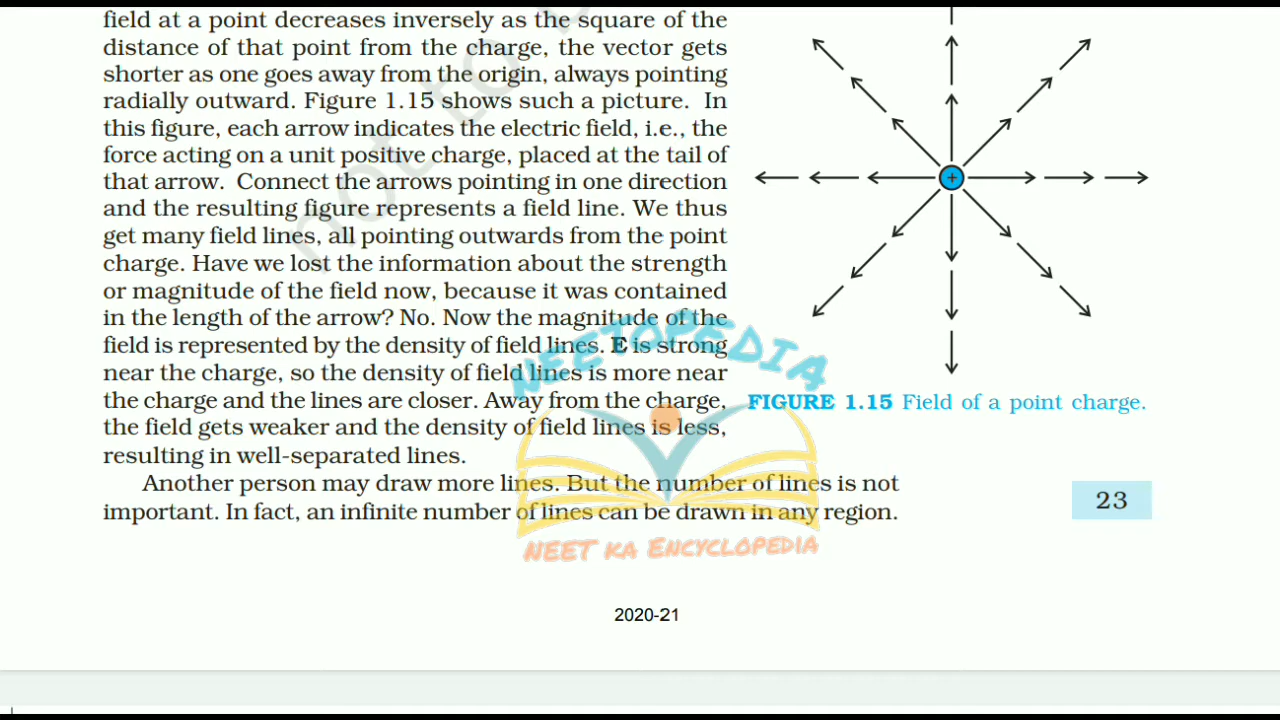 field at a point decreases inversely as the square of the
distance of that point from the charge, the vector gets
shorter as one goes away from the origin, always pointing
radially outward. Figure 1.15 shows such a picture. In
this figure, each arrow indicates the electric field, i.e., the
force acting on a unit positive charge, placed at the tail of
that arrow. Connect the arrows pointing in one direction
and the resulting figure represents a field line. We thus
get many field lines, all pointing outwards from the point
charge. Have we lost the information about the strength
or magnitude of the field now, because it was contained
in the length of the arrow? No. Now the magnitude of the
field is represented by the density of field lines. E is strong
near the charge, so the density of field lines is more near
the charge and the lines are closer. Away from the charge,
the field gets weaker and the density of field lines is less,
resulting in well-separated lines.
Another person may draw more lines. But the number of lines is not
important. In fact, an infinite number of lines can be drawn in any region.
+
FIGURE 1.15 Field of a point charge.
23
2020-21
not to b
NEETOPEDIA
NEET KA ENCYCLOPEDIA